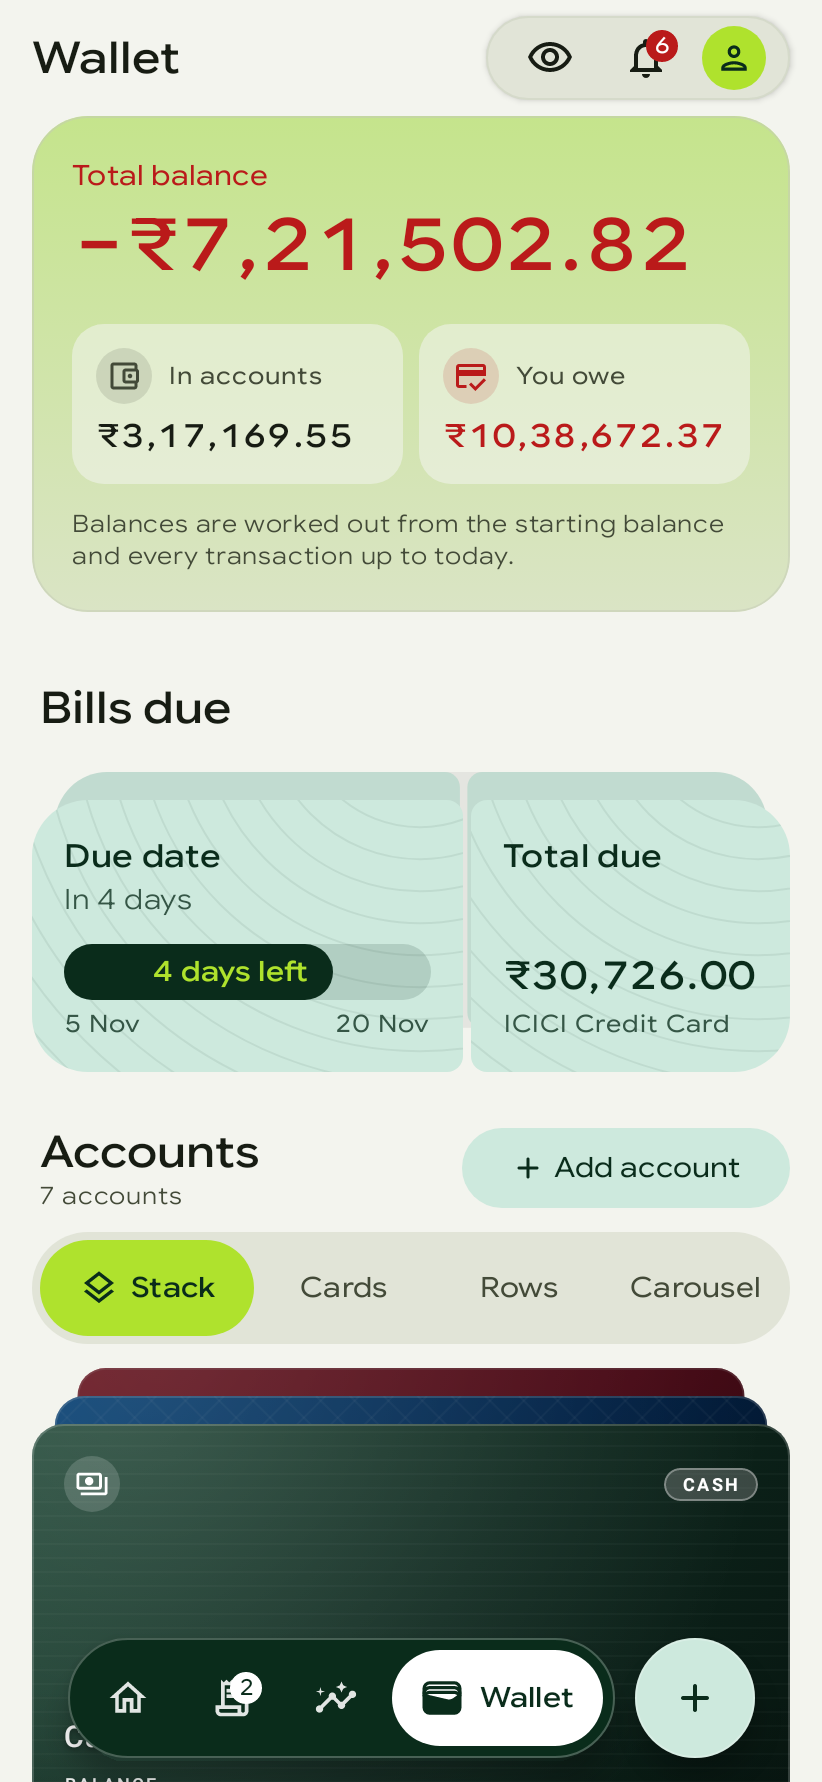 Wallet
6
Total balance
−₹7,21,502.82
In accounts
₹3,17,169.55
You owe
₹10,38,672.37
Balances are worked out from the starting balance
and every transaction up to today.
Bills due
Due date
In 4 days
4 days left
5 Nov
20 Nov
Total due
₹30,726.00
ICICI Credit Card
Accounts
7 accounts
+ Add account
Stack
Cards
Rows
Carousel
CASH
2
Wallet